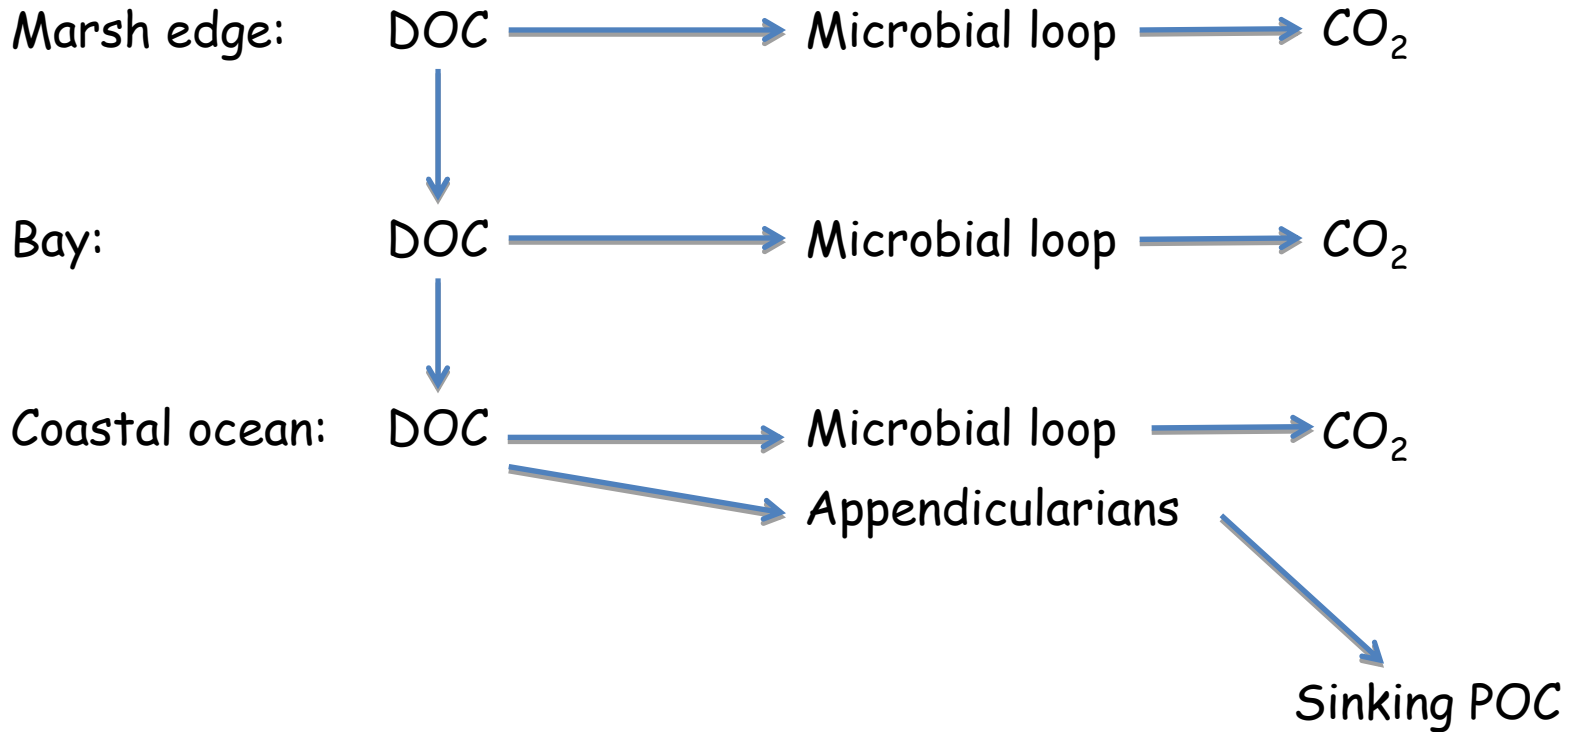 Marsh edge: DOC Microbial loop CO₂
Bay: DOC Microbial loop CO₂
Coastal ocean: DOC Microbial loop CO₂
Appendicularians
Sinking POC